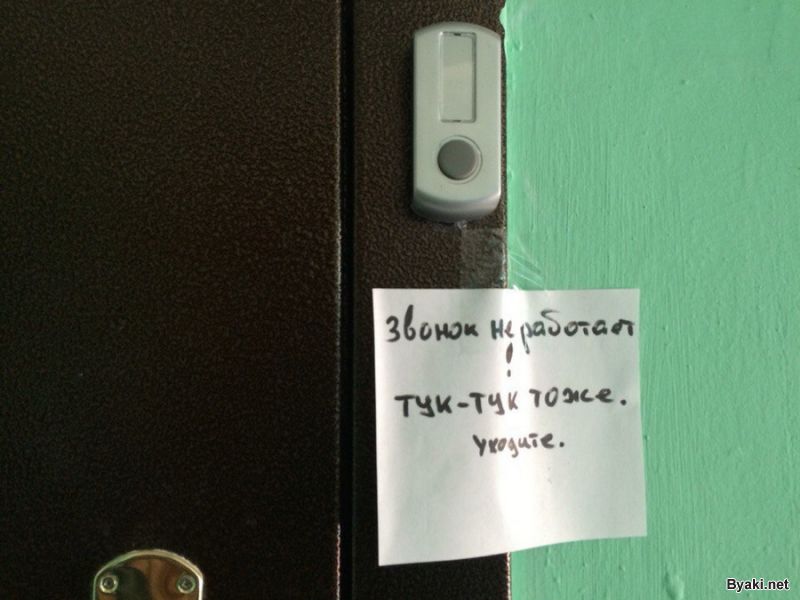 Звонок не работает
!
тук-тук тоже.
Уходите.
Byaki.net